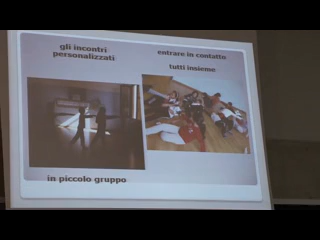 gli incontri
personalizzati
entrare in contatto
tutti insieme
in piccolo gruppo